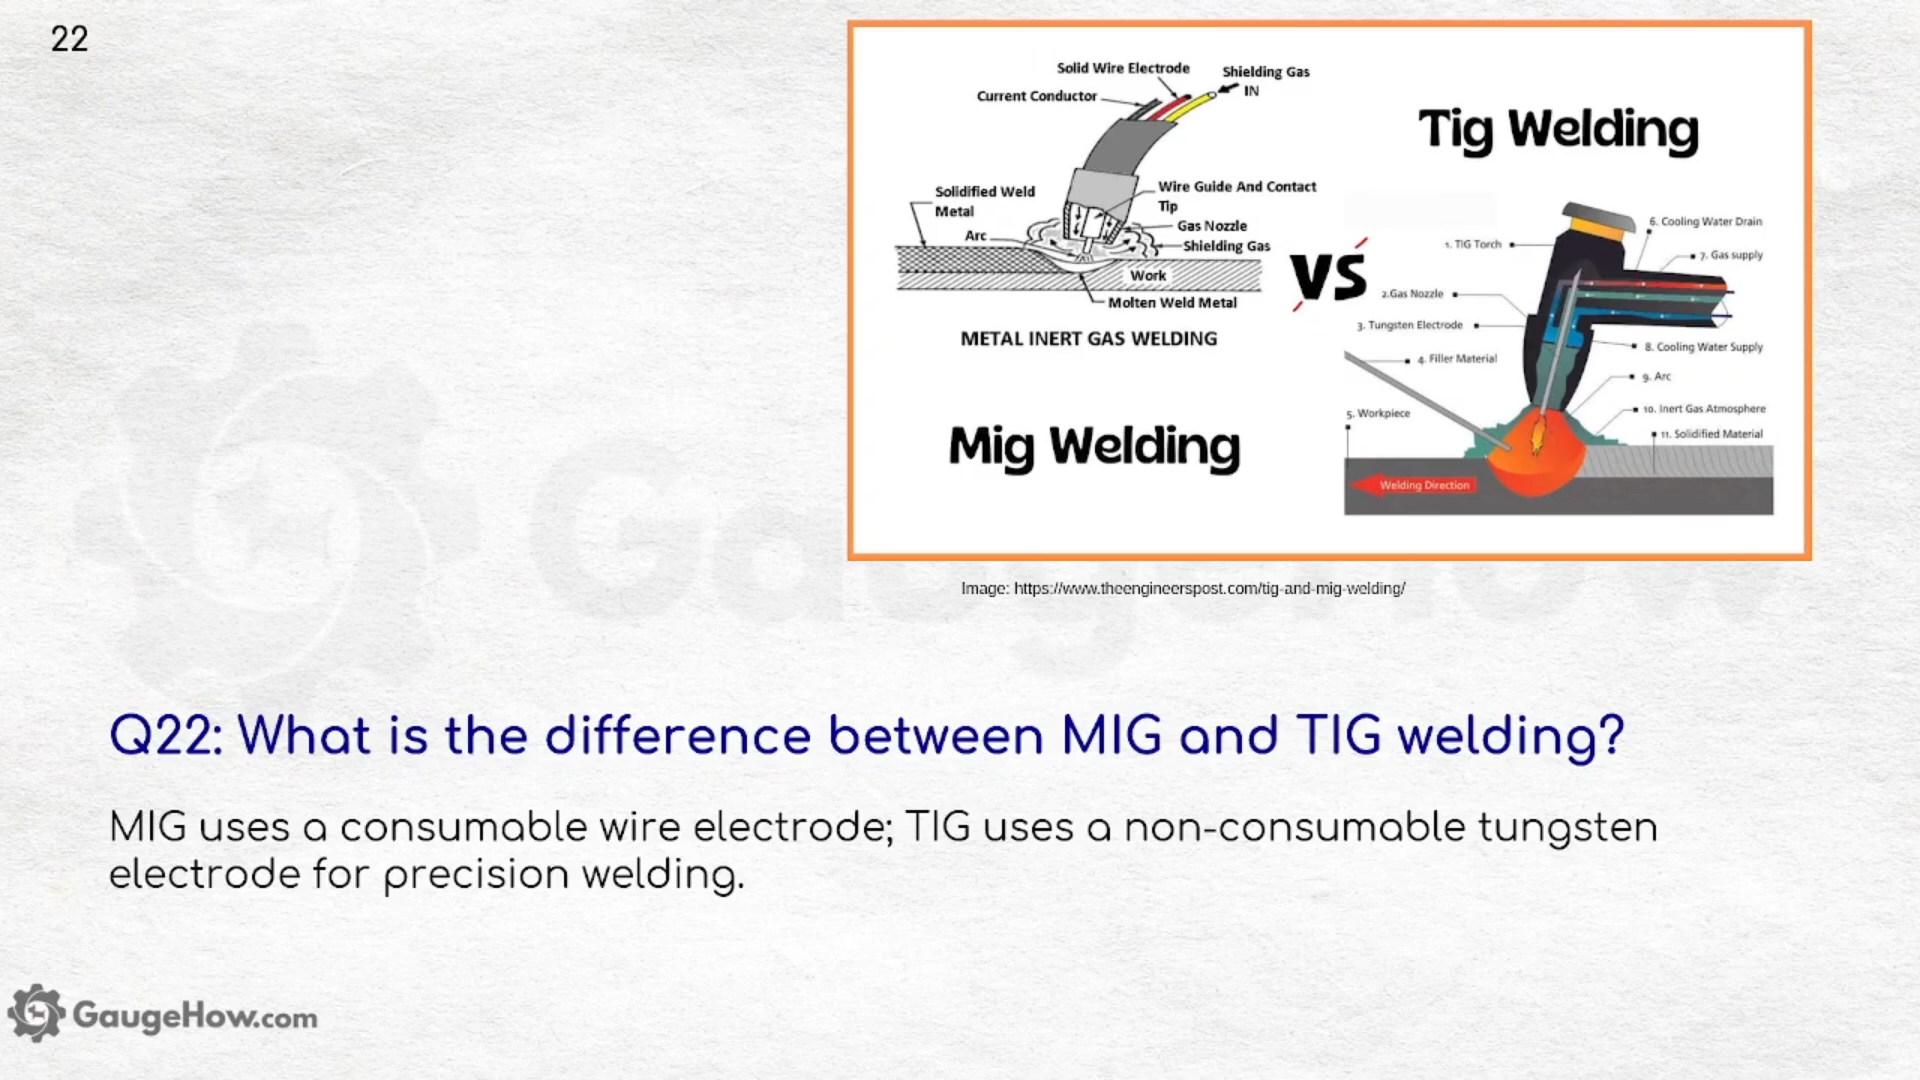 22
Solid Wire Electrode
Shielding Gas
IN
Current Conductor
Solidified Weld
Metal
Wire Guide And Contact
Tip
Gas Nozzle
Arc
Shielding Gas
Work
Molten Weld Metal
METAL INERT GAS WELDING
Mig Welding
VS
Tig Welding
1. TIG Torch
6. Cooling Water Drain
7. Gas supply
2.Gas Nozzle
3. Tungsten Electrode
8. Cooling Water Supply
4. Filler Material
9. Arc
5. Workpiece
10. Inert Gas Atmosphere
11. Solidified Material
Welding Direction
Image: https://www.theengineerspost.com/tig-and-mig-welding/
GaugeHow
Q22: What is the difference between MIG and TIG welding?
MIG uses a consumable wire electrode; TIG uses a non-consumable tungsten
electrode for precision welding.
GaugeHow.com